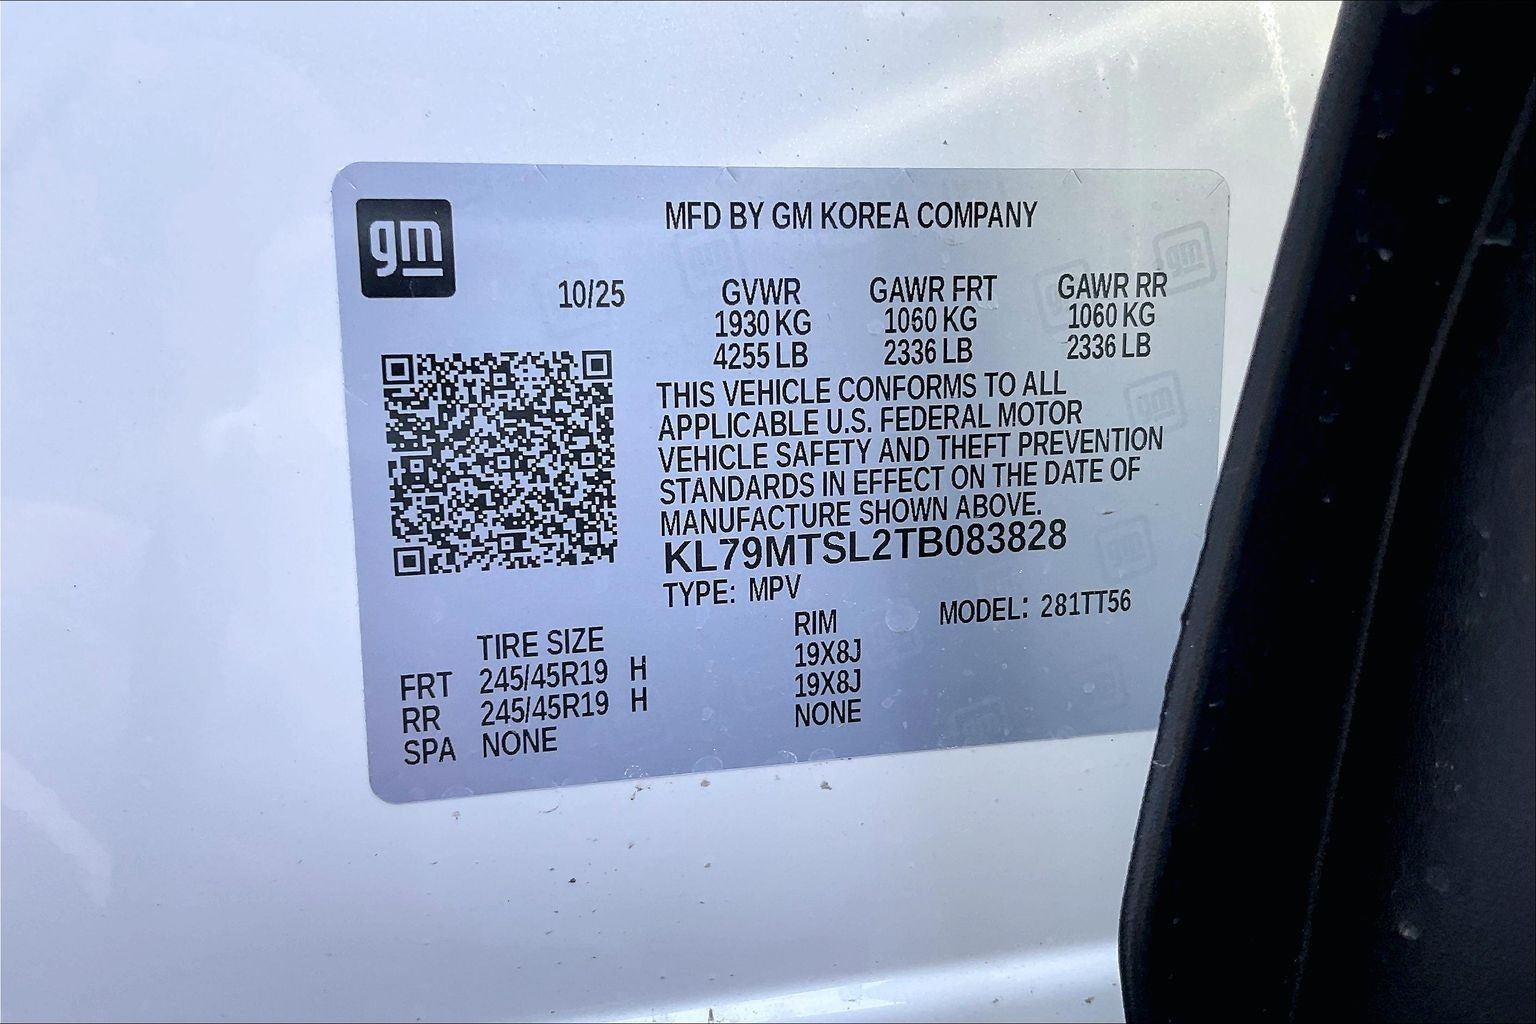 gm
MFD BY GM KOREA COMPANY
10/25
GVWR GAWR FRT GAWR RR
1930 KG 1060 KG 1060 KG
4255 LB 2336 LB 2336 LB
THIS VEHICLE CONFORMS TO ALL
APPLICABLE U.S. FEDERAL MOTOR
VEHICLE SAFETY AND THEFT PREVENTION
STANDARDS IN EFFECT ON THE DATE OF
MANUFACTURE SHOWN ABOVE.
KL79MTSL2TB083828
TYPE: MPV
MODEL: 281TT56
TIRE SIZE RIM
FRT 245/45R19 H 19X8J
RR 245/45R19 H 19X8J
SPA NONE NONE